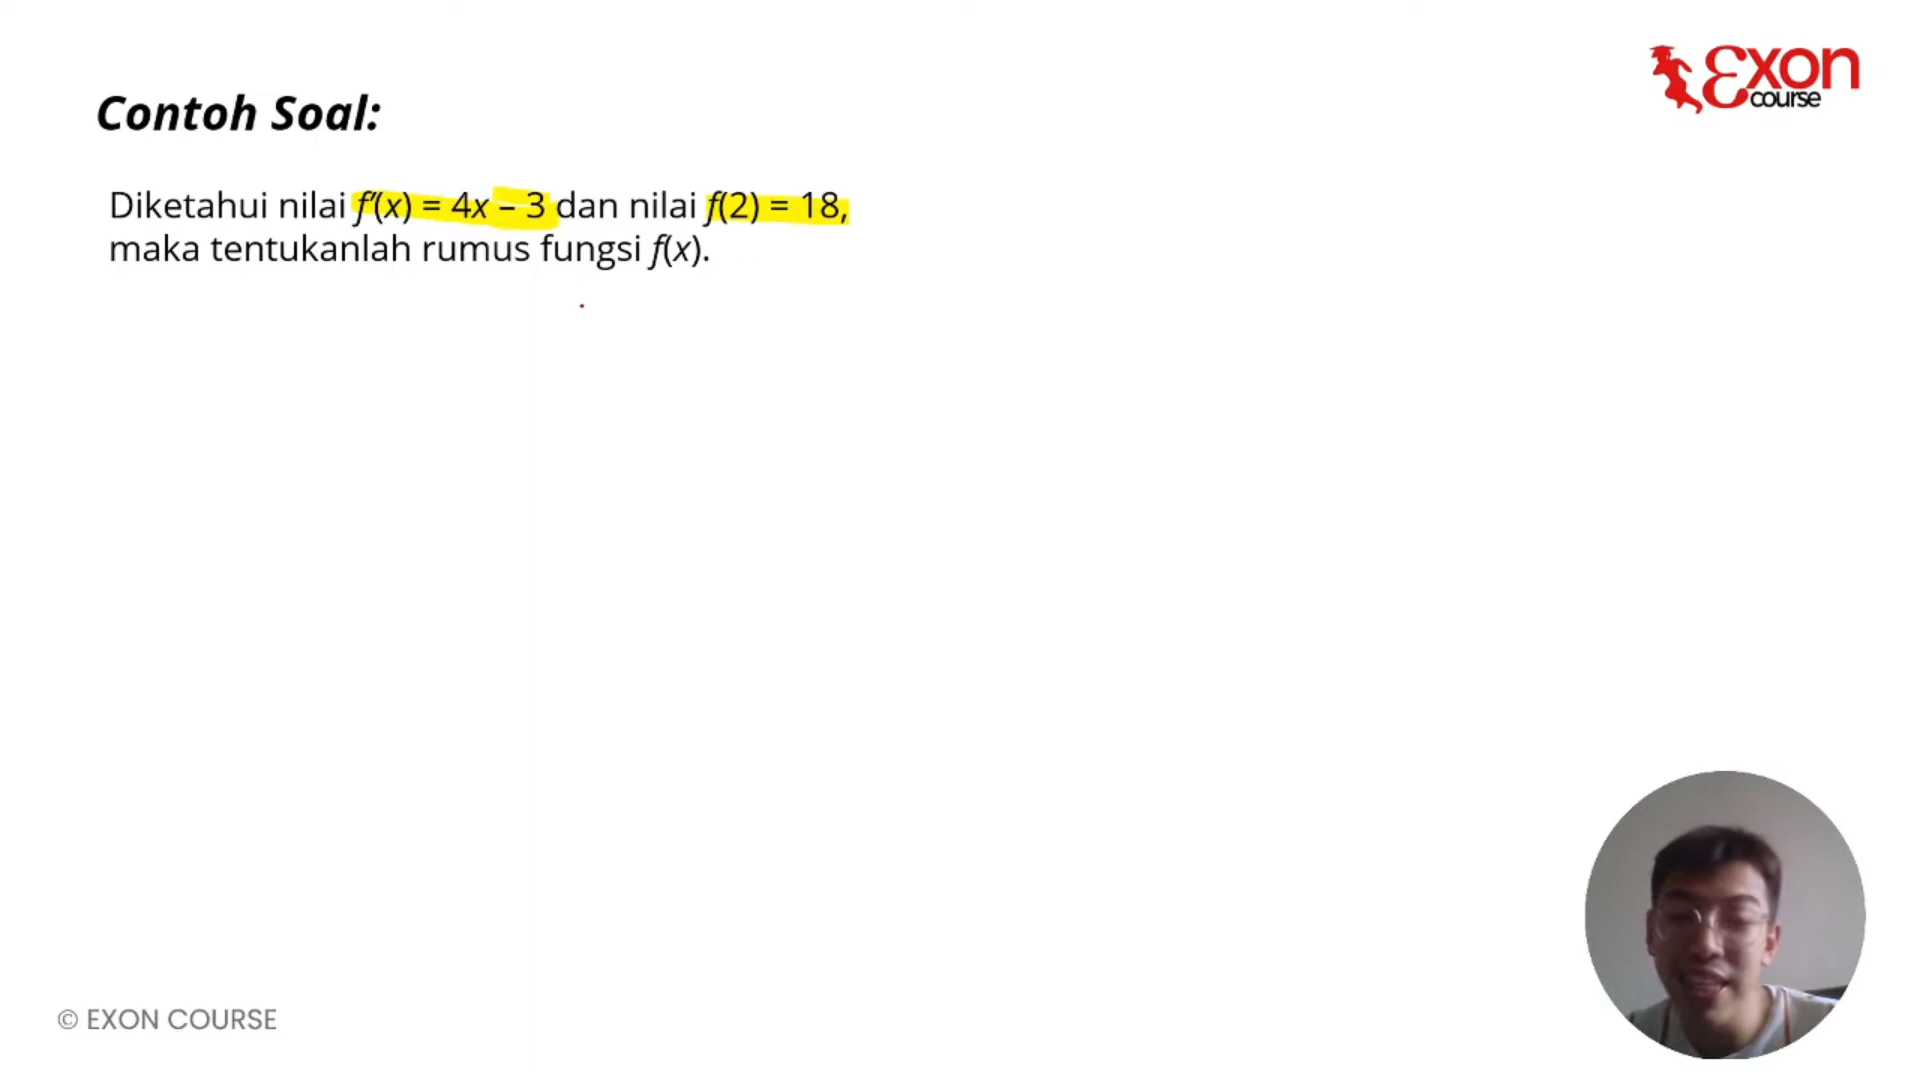 Exon
course
Contoh Soal:
Diketahui nilai f'(x) = 4x – 3 dan nilai f(2) = 18,
maka tentukanlah rumus fungsi f(x).
© EXON COURSE